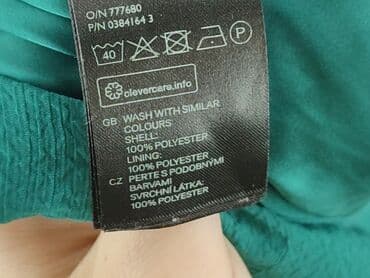 O/N 777680
P/N 0384164 3
40 P
clevercare.info
GB WASH WITH SIMILAR
COLOURS
SHELL:
100% POLYESTER
LINING:
100% POLYESTER
CZ PERTE S PODOBNÝMI
BARVAMI
SVRCHNÍ LÁTKA:
100% POLYESTER